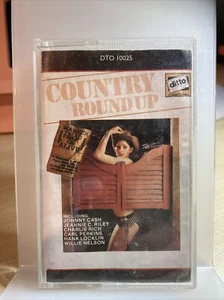 DTO 10025
COUNTRY
ditto
ROUND UP
INCLUDING
JOHNNY CASH
JEANNIE C. RILEY
CHARLIE RICH
CARL PERKINS
HANK LOCKLIN
WILLIE NELSON